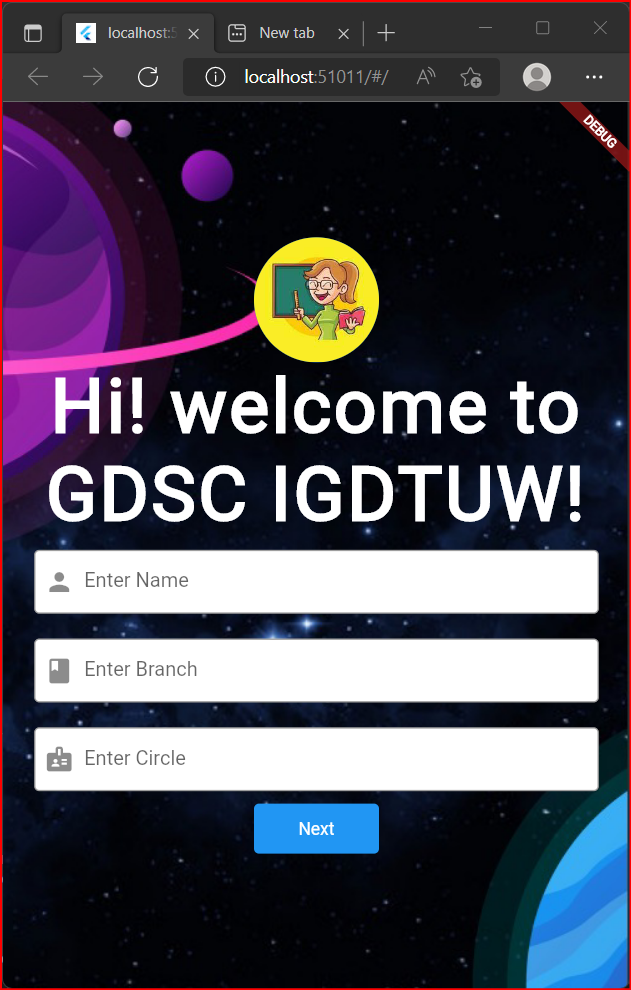 localhost:5
New tab
localhost:51011/#/
DEBUG
Hi! welcome to
GDSC IGDTUW!
Enter Name
Enter Branch
Enter Circle
Next